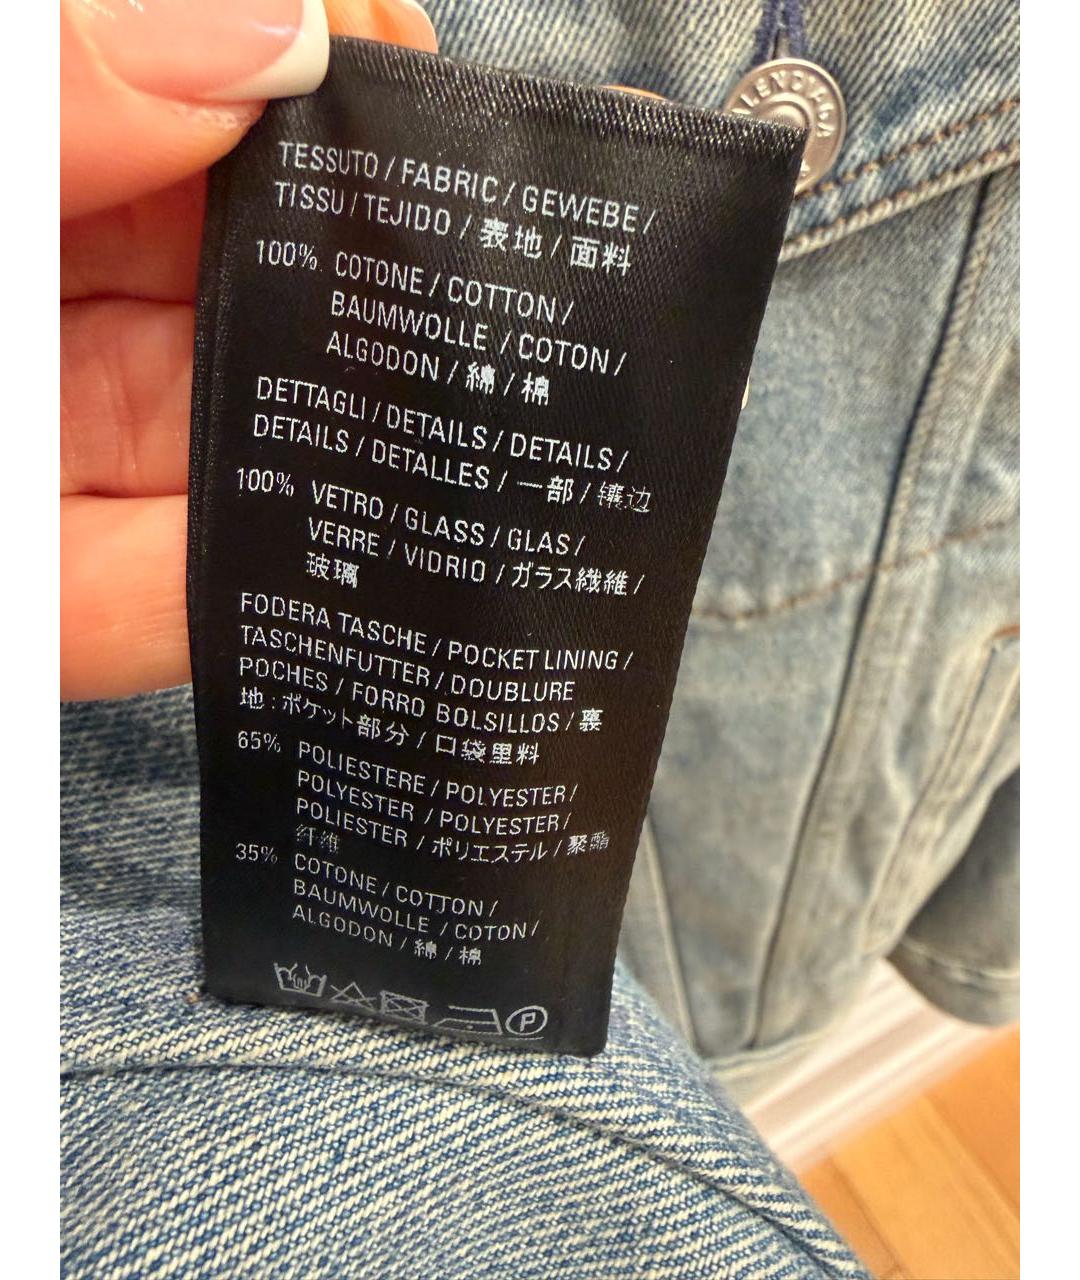 BALENCIAGA
TESSUTO / FABRIC / GEWEBE /
TISSU / TEJIDO / 表地 / 面料
100% COTONE / COTTON /
BAUMWOLLE / COTON /
ALGODON / 綿 / 棉
DETTAGLI / DETAILS / DETAILS /
DETAILS / DETALLES / 一部 / 镶边
100% VETRO / GLASS / GLAS /
VERRE / VIDRIO / ガラス繊維 /
玻璃
FODERA TASCHE / POCKET LINING /
TASCHENFUTTER / DOUBLURE
POCHES / FORRO BOLSILLOS / 裏
地 : ポケット部分 / 口袋里料
65% POLIESTERE / POLYESTER /
POLYESTER / POLYESTER /
POLIESTER / ポリエステル / 聚酯
纤维
35% COTONE / COTTON /
BAUMWOLLE / COTON /
ALGODON / 綿 / 棉
P